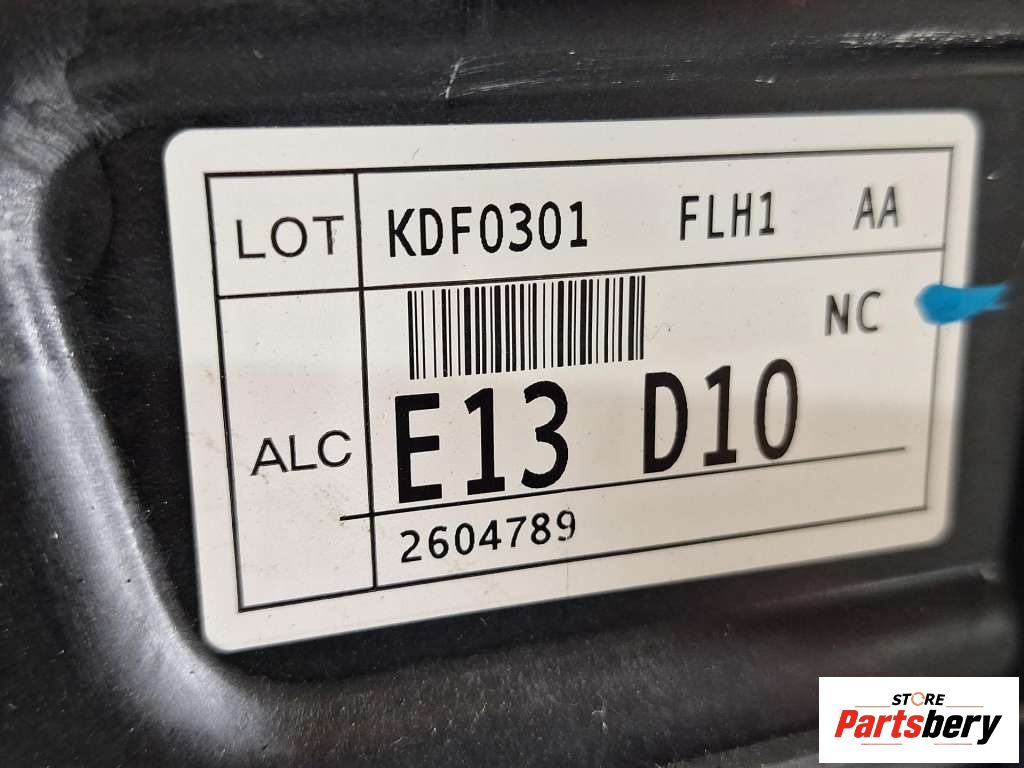 LOT KDF0301 FLH1 AA
NC
ALC E13 D10
2604789
STORE
Partsbery